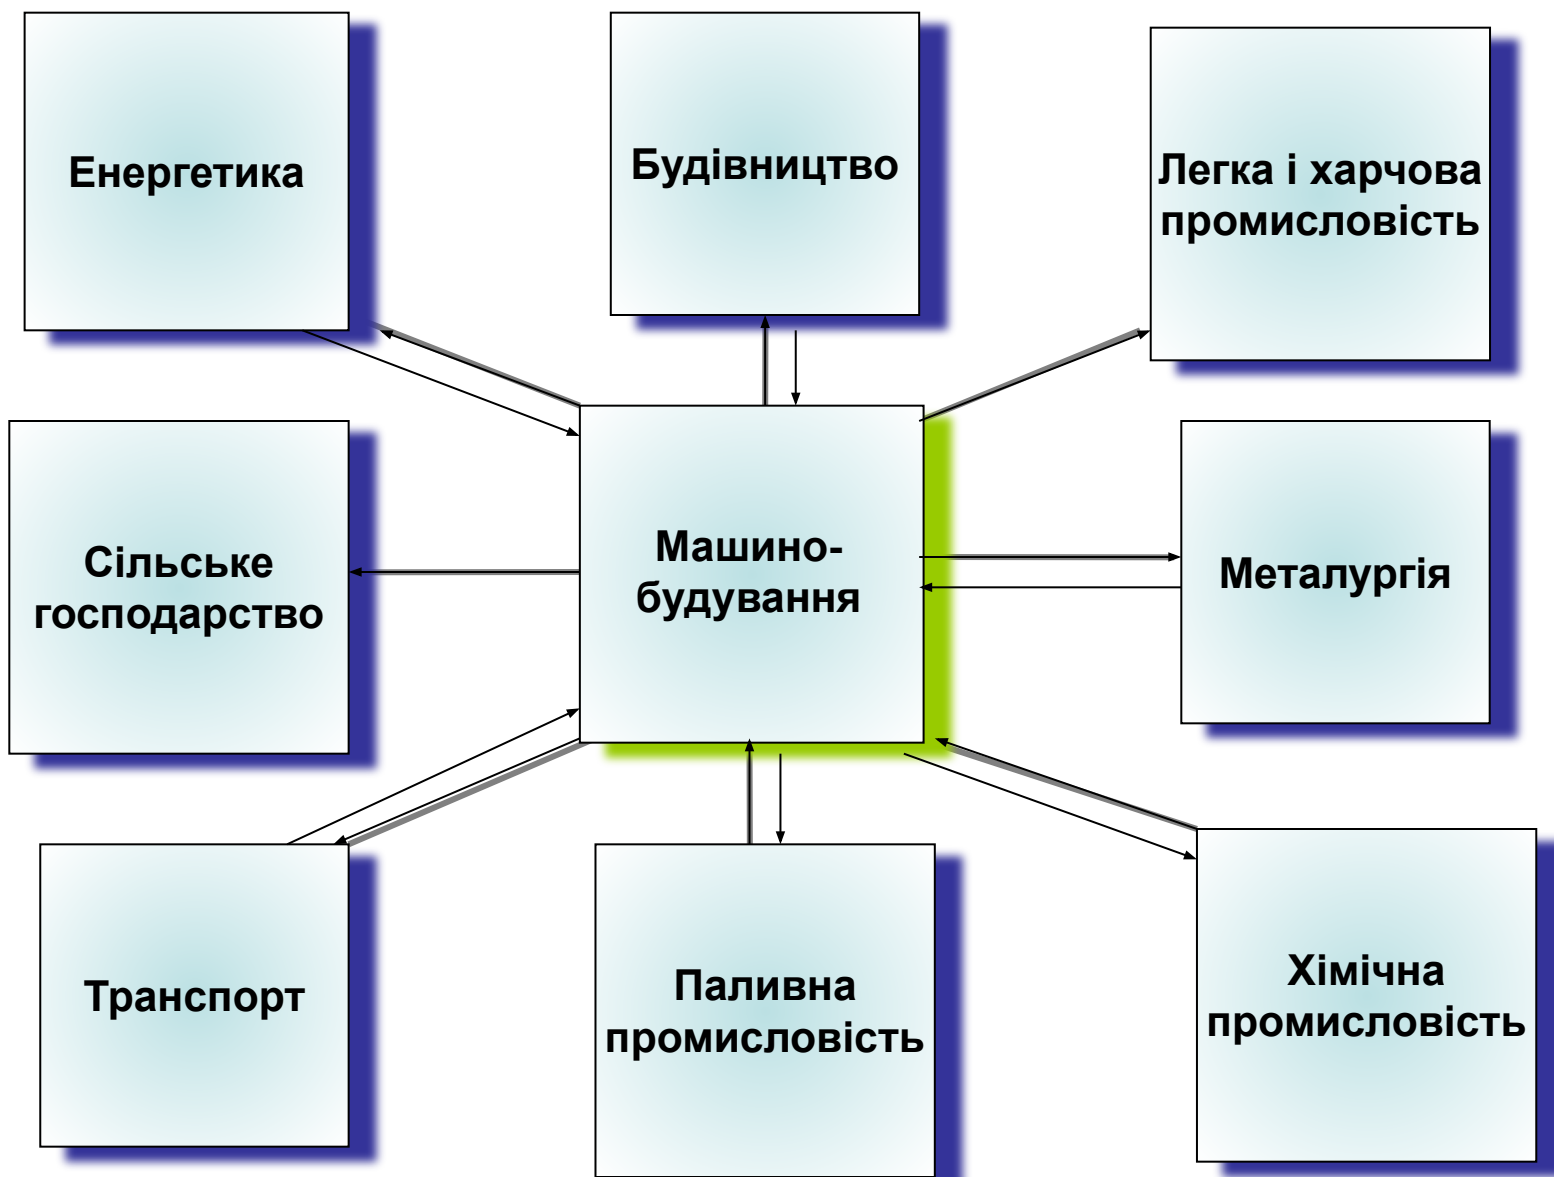 Енергетика
Будівництво
Легка і харчова
промисловість
Сільське
господарство
Машино-
будування
Металургія
Транспорт
Паливна
промисловість
Хімічна
промисловість